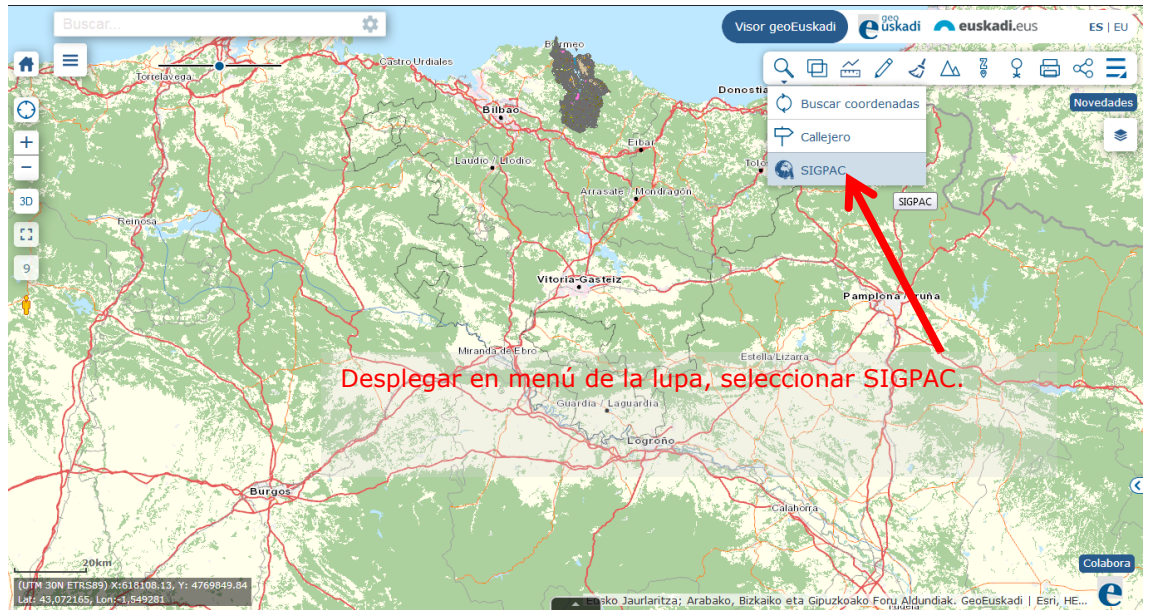 Buscar...
Visor geoEuskadi
geo
euskadi
euskadi.eus
ES | EU
Novedades
Buscar coordenadas
Callejero
SIGPAC
SIGPAC
3D
9
Torrelavega
Castro Urdiales
Bermeo
Donostia
Bilbao
Eibar
Laudio / Llodio
Arrasate / Mondragón
Reinosa
Vitoria-Gasteiz
Miranda de Ebro
Estella/Lizarra
Desplegar en menú de la lupa, seleccionar SIGPAC.
Guardia / Laguardia
Logroño
Burgos
Calahorra
20km
Colabora
(UTM 30N ETRS89) X:618108.13, Y: 4769849.84
Lat: 43,072165, Lon:-1,549281
Eusko Jaurlaritza; Arabako, Bizkaiko eta Gipuzkoako Foru Aldundiak. GeoEuskadi | Esri, HE...